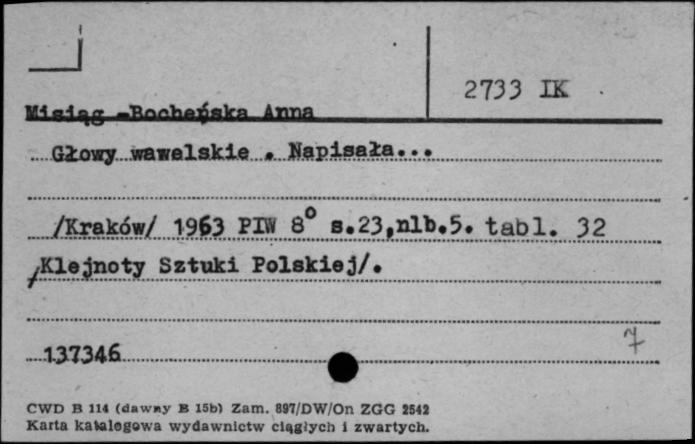 2733 IK
Misiąg -Bocheńska Anna
Głowy wawelskie . Napisała...
/Kraków/ 1963 PIW 8° s.23,nlb.5. tabl. 32
/Klejnoty Sztuki Polskiej/.
7
137346
CWD B 114 (dawny B 15b) Zam. 897/DW/On ZGG 2542
Karta katalogowa wydawnictw ciągłych i zwartych.